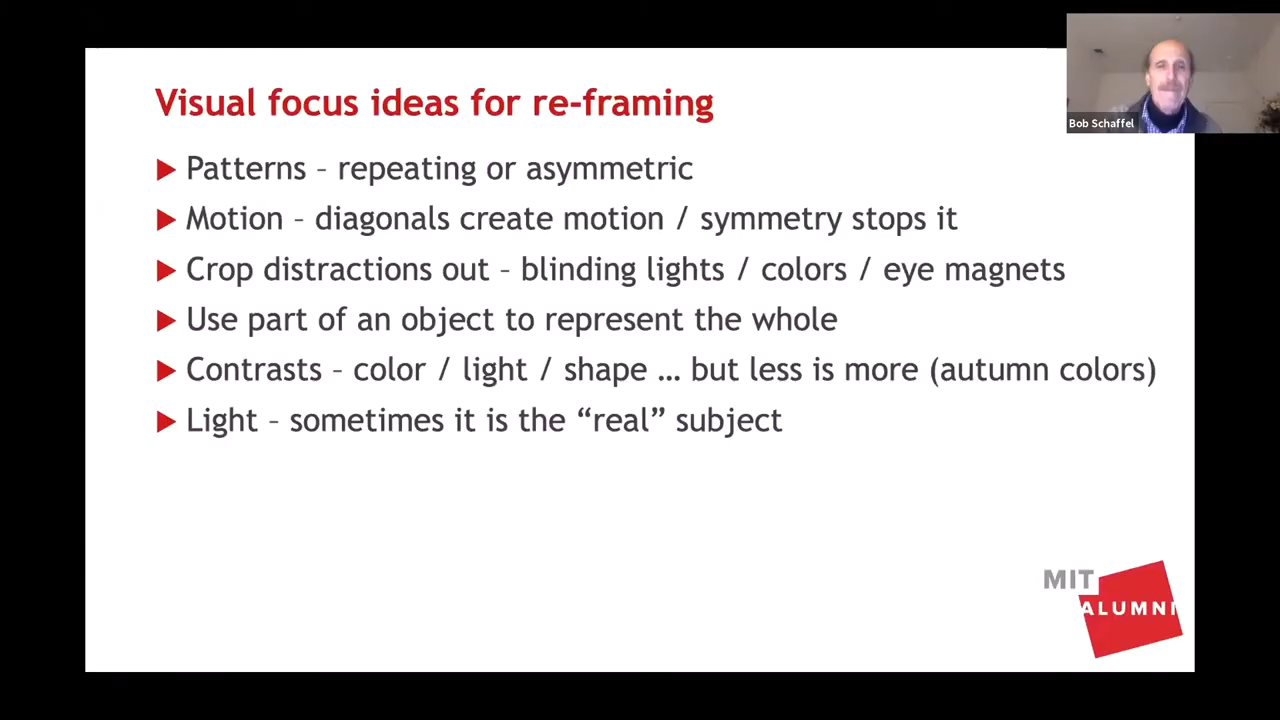 Visual focus ideas for re-framing
Patterns – repeating or asymmetric
Motion – diagonals create motion / symmetry stops it
Crop distractions out – blinding lights / colors / eye magnets
Use part of an object to represent the whole
Contrasts – color / light / shape … but less is more (autumn colors)
Light – sometimes it is the “real” subject
Bob Schaffel
MIT
ALUMNI